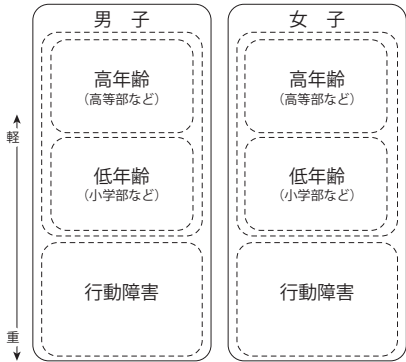 男　子
高年齢
（高等部など）
低年齢
（小学部など）
行動障害
女　子
高年齢
（高等部など）
低年齢
（小学部など）
行動障害
軽
重